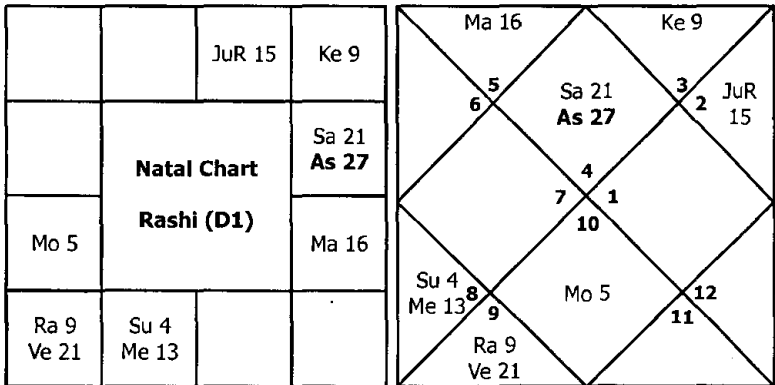 JuR 15
Ke 9
Sa 21
As 27
Natal Chart
Rashi (D1)
Mo 5
Ma 16
Ra 9
Ve 21
Su 4
Me 13
Ma 16
Ke 9
5
6
Sa 21
As 27
3
2
JuR
15
4
7
1
10
Su 4
Me 13
8
9
Mo 5
12
11
Ra 9
Ve 21